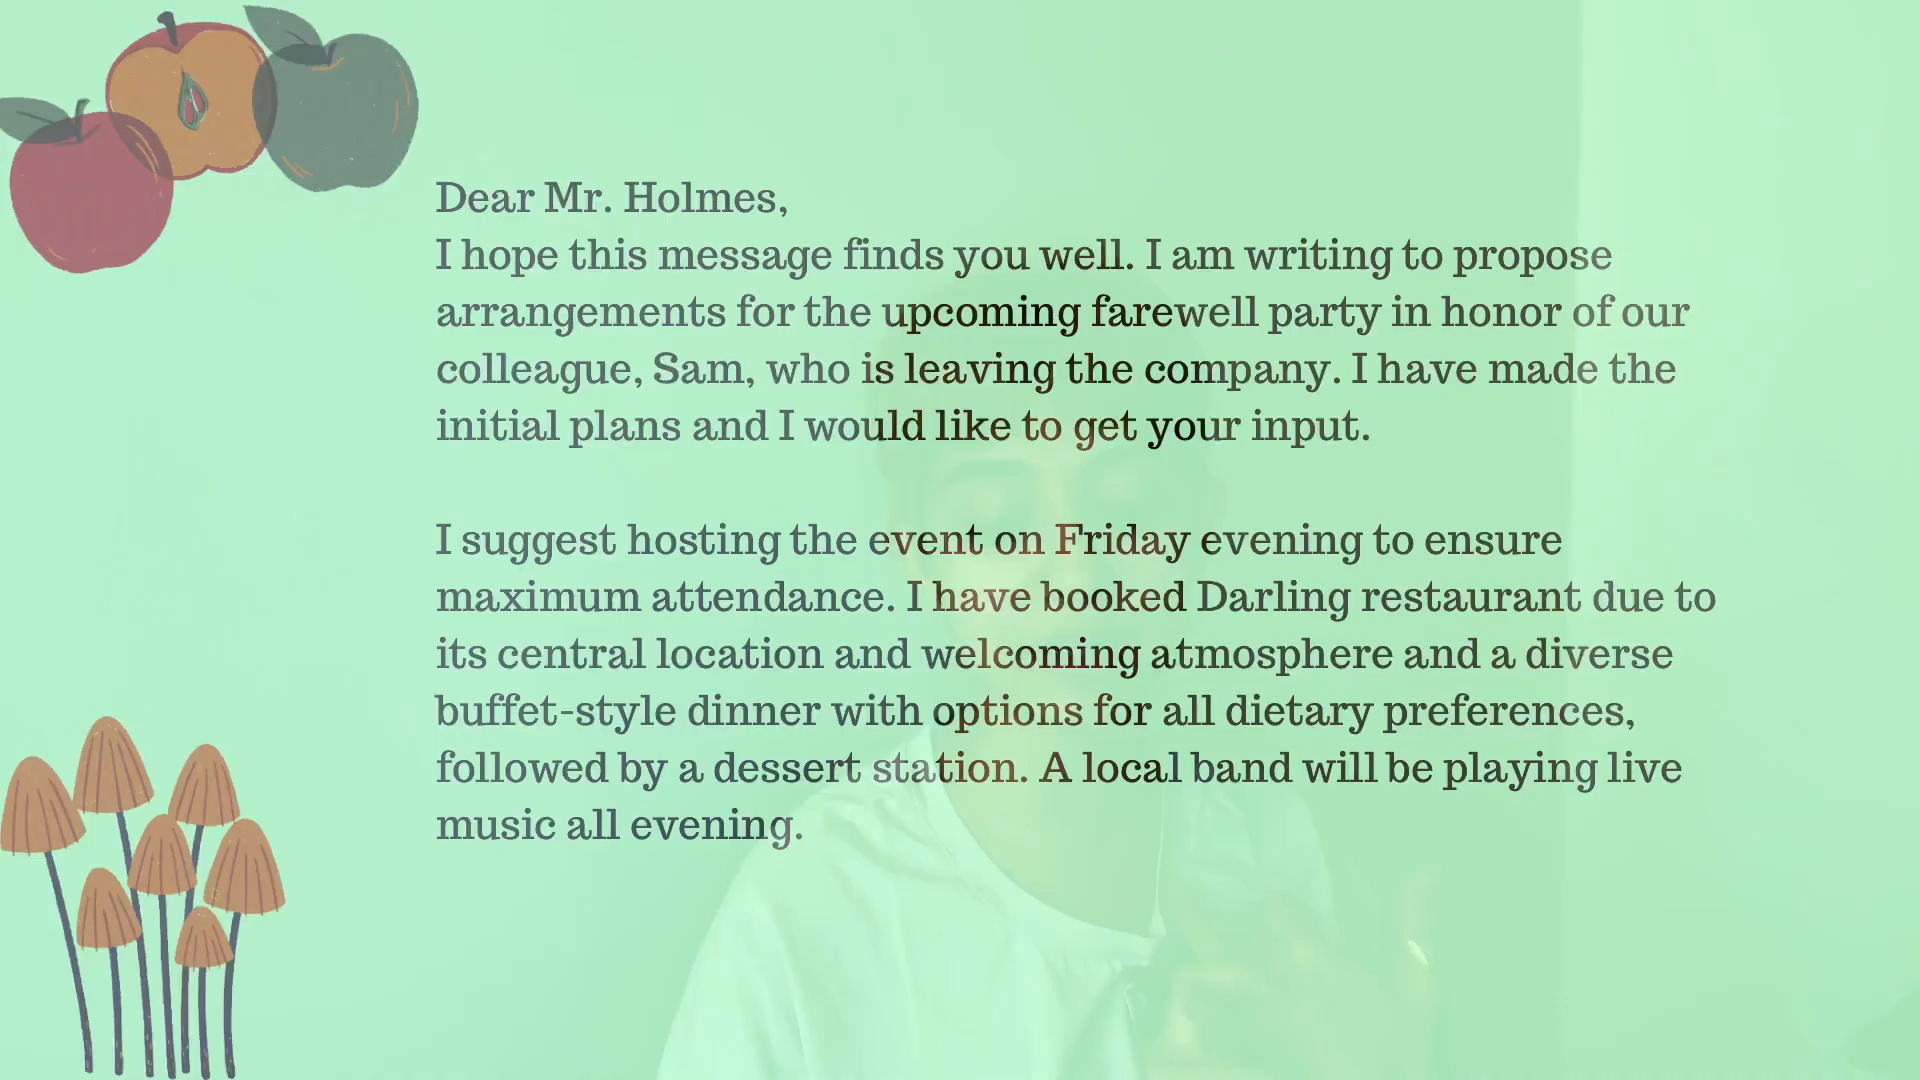 Dear Mr. Holmes,
I hope this message finds you well. I am writing to propose
arrangements for the upcoming farewell party in honor of our
colleague, Sam, who is leaving the company. I have made the
initial plans and I would like to get your input.
I suggest hosting the event on Friday evening to ensure
maximum attendance. I have booked Darling restaurant due to
its central location and welcoming atmosphere and a diverse
buffet-style dinner with options for all dietary preferences,
followed by a dessert station. A local band will be playing live
music all evening.